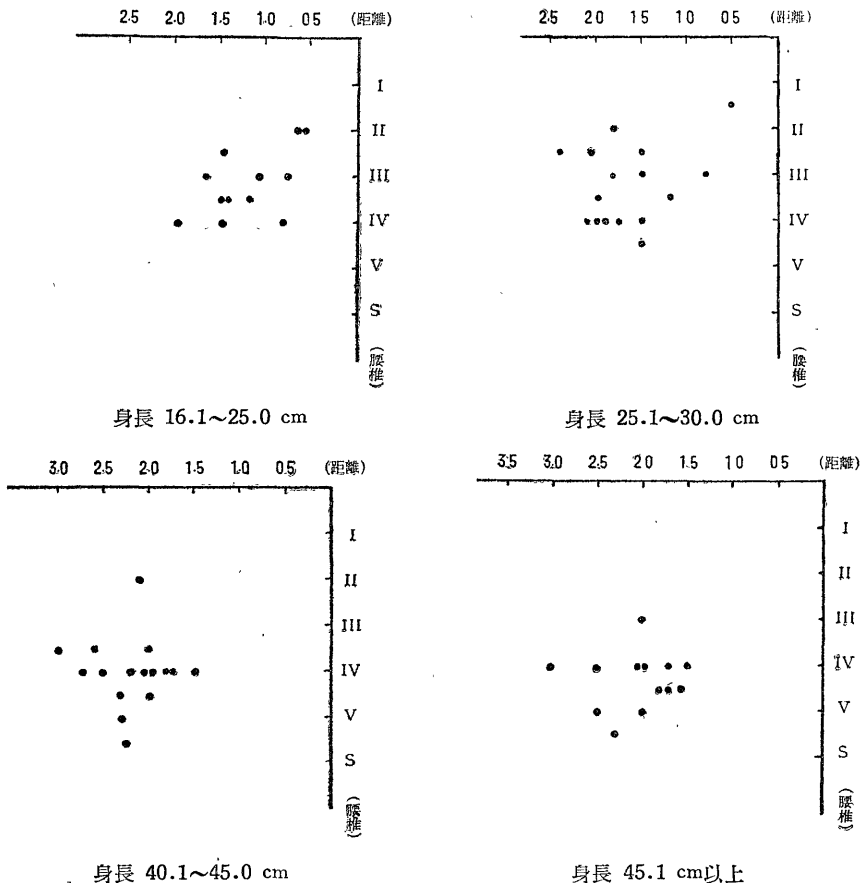 2.5 2.0 1.5 1.0 0.5 (距離)
I
II
III
IV
V
S
(腰椎)
身長 16.1～25.0 cm
2.5 2.0 1.5 1.0 0.5 (距離)
I
II
III
IV
V
S
(腰椎)
身長 25.1～30.0 cm
3.0 2.5 2.0 1.5 1.0 0.5 (距離)
I
II
III
IV
V
S
(腰椎)
身長 40.1～45.0 cm
3.5 3.0 2.5 2.0 1.5 1.0 0.5 (距離)
I
II
III
IV
V
S
(腰椎)
身長 45.1 cm以上